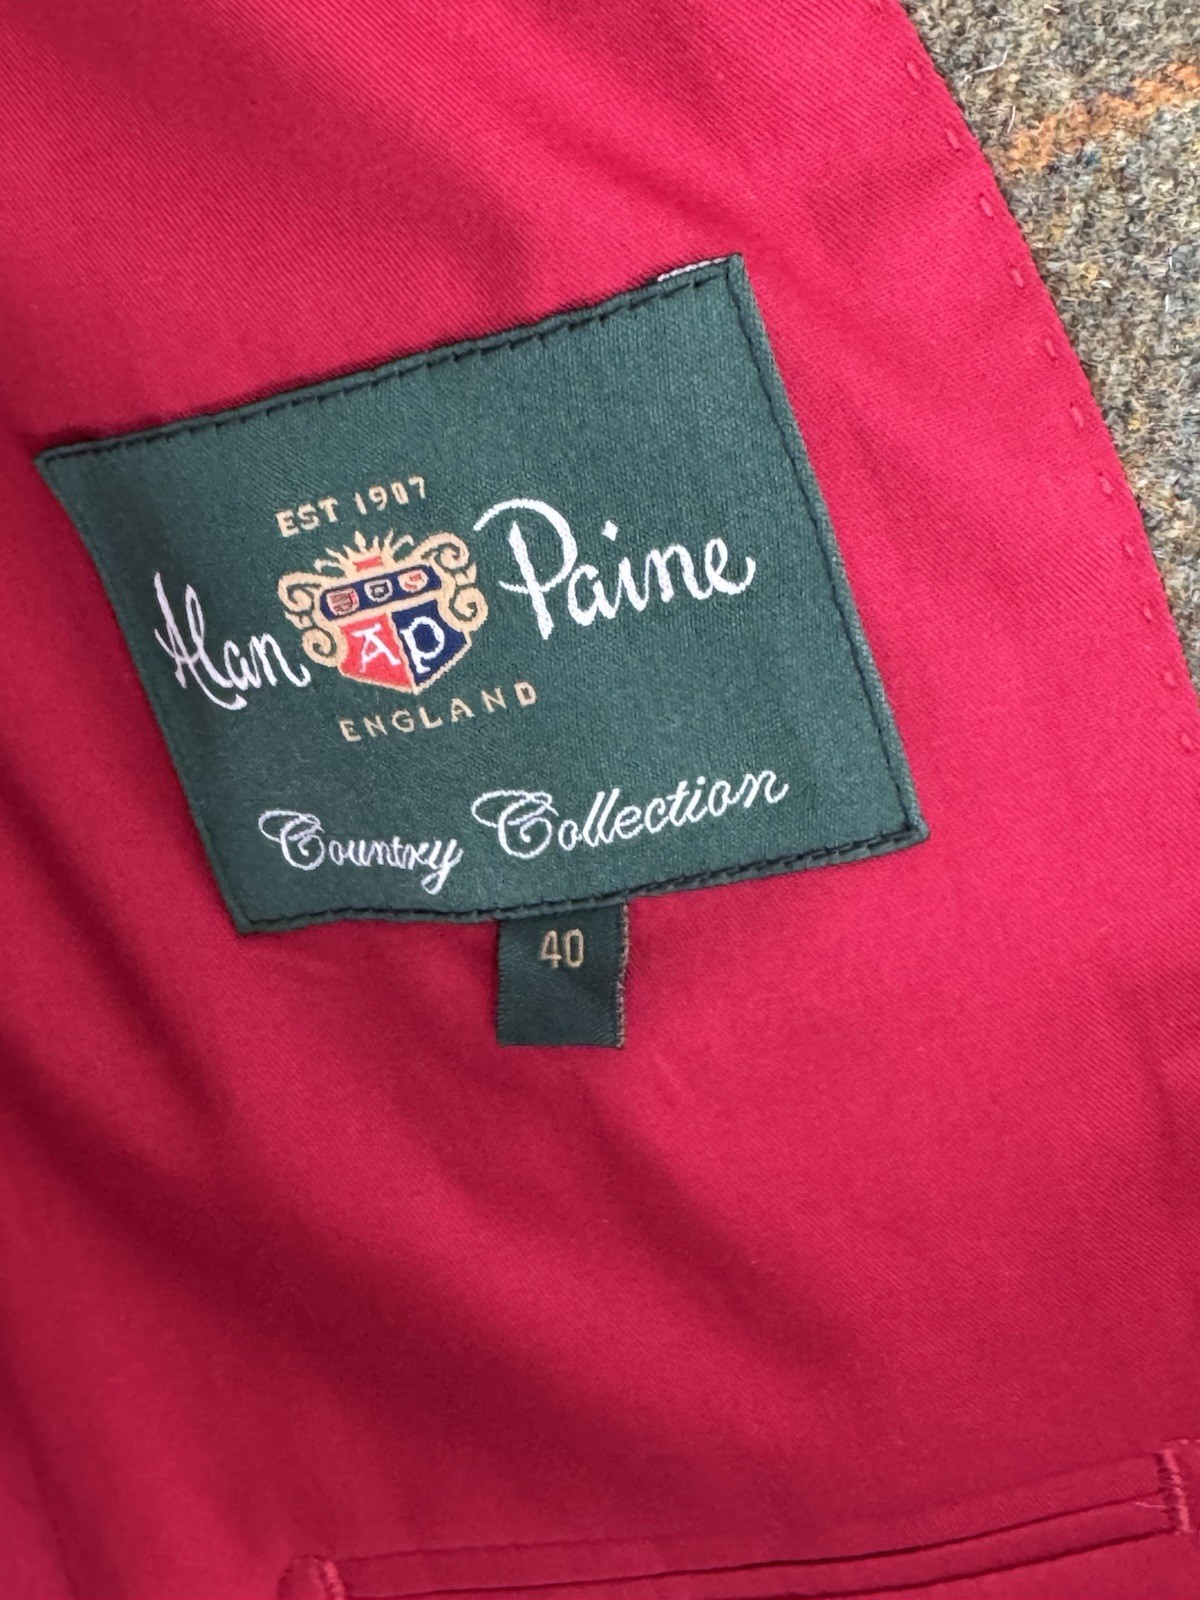 EST 1907
Alan AP Paine
ENGLAND
Country Collection
40